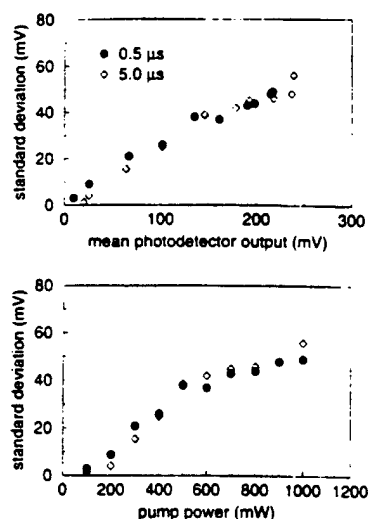 80
60
40
20
0
standard deviation (mV)
0.5 µs
5.0 µs
0 100 200 300
mean photodetector output (mV)
80
60
40
20
0
standard deviation (mV)
0 200 400 600 800 1000 1200
pump power (mW)